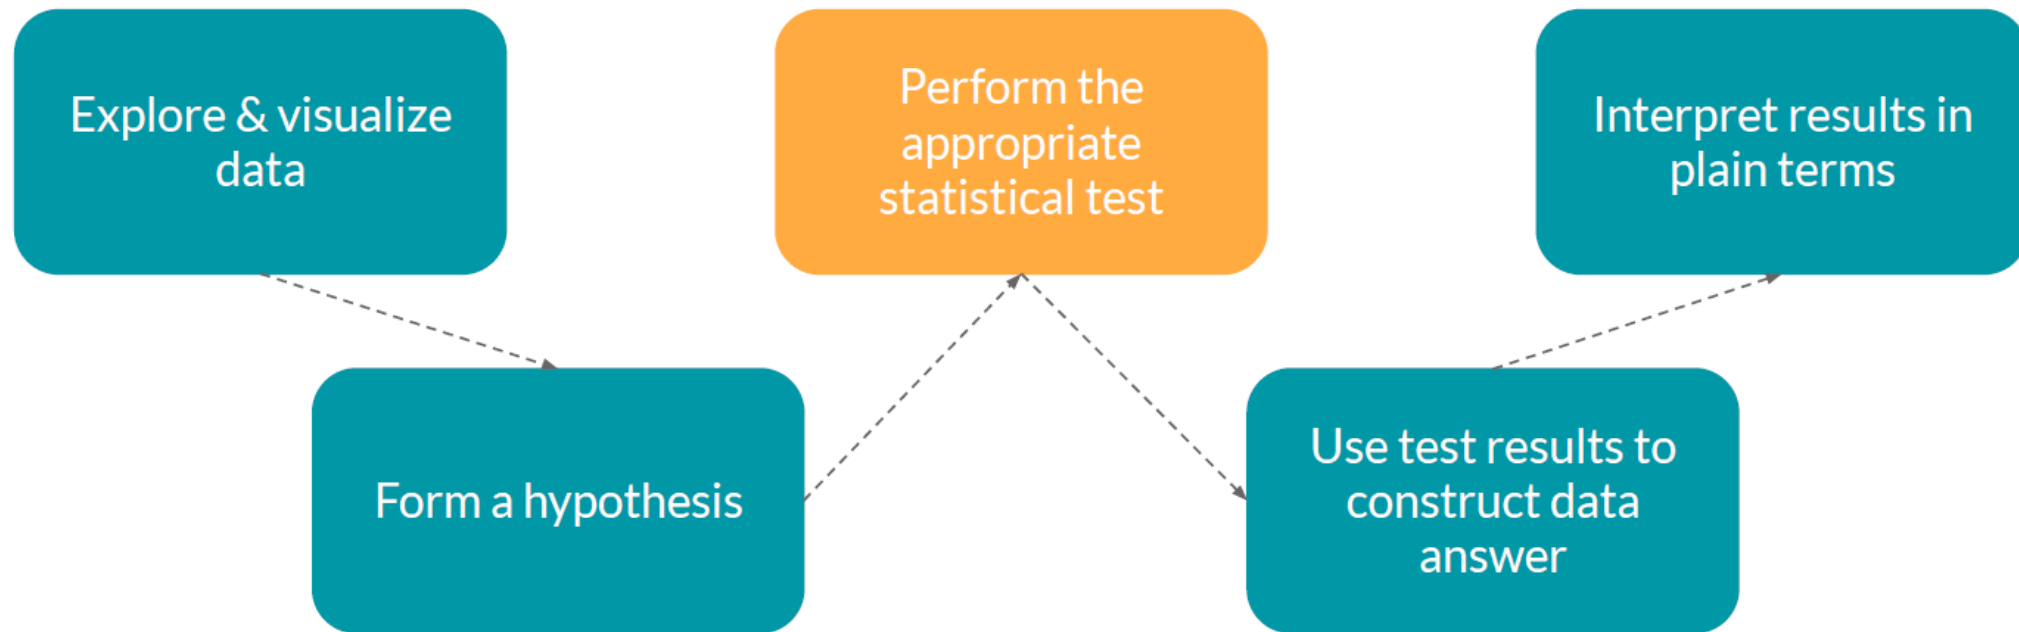 Explore & visualize
data
Form a hypothesis
Perform the
appropriate
statistical test
Use test results to
construct data
answer
Interpret results in
plain terms